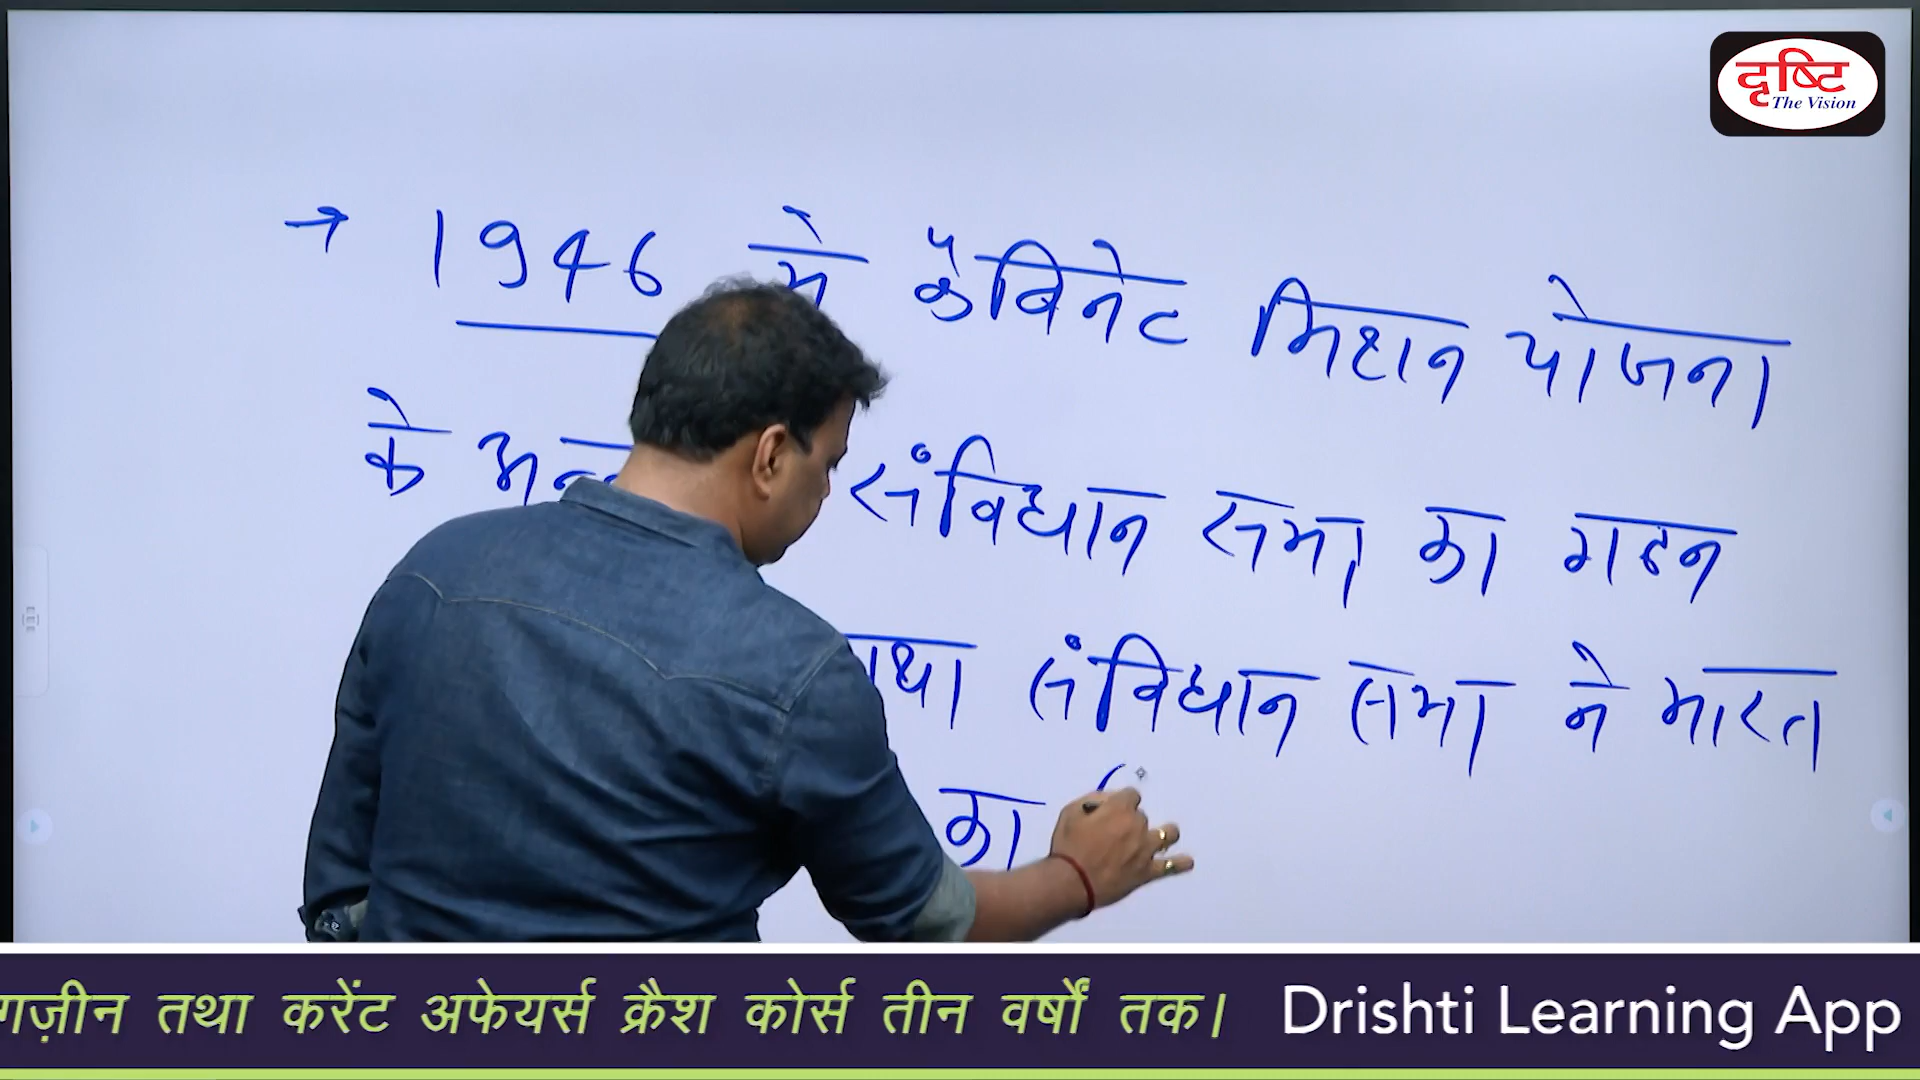 दृष्टि
The Vision
→ 1946 में कैबिनेट मिशन योजना
के संविधान सभा का गठन
संविधान सभा ने भारत
का
गज़ीन तथा करेंट अफेयर्स क्रैश कोर्स तीन वर्षों तक। Drishti Learning App